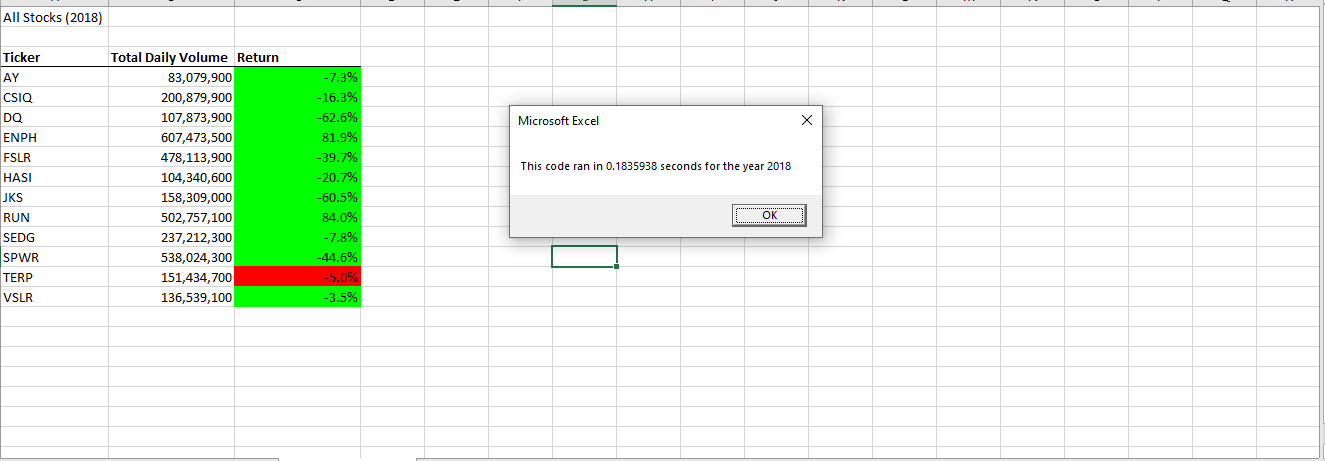 All Stocks (2018)
Ticker Total Daily Volume Return
AY 83,079,900 -7.3%
CSIQ 200,879,900 -16.3%
DQ 107,873,900 -62.6%
ENPH 607,473,500 81.9%
FSLR 478,113,900 -39.7%
HASI 104,340,600 -20.7%
JKS 158,309,000 -60.5%
RUN 502,757,100 84.0%
SEDG 237,212,300 -7.8%
SPWR 538,024,300 -44.6%
TERP 151,434,700 -5.0%
VSLR 136,539,100 -3.5%
Microsoft Excel
This code ran in 0.1835938 seconds for the year 2018
OK